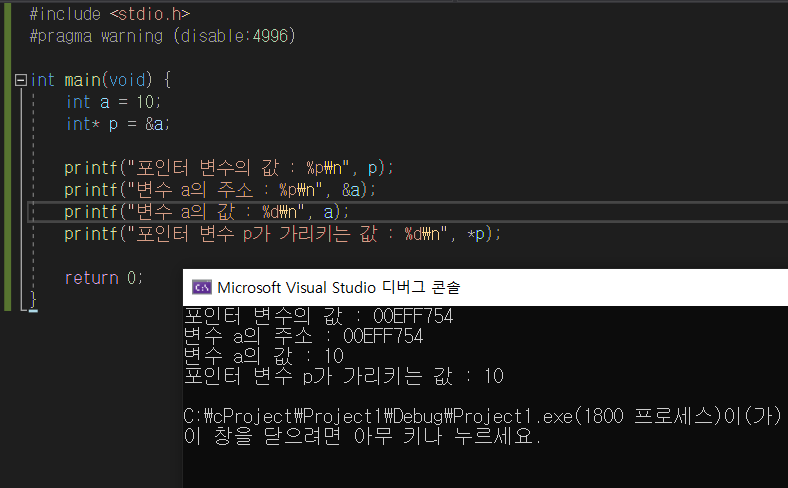 #include <stdio.h>
#pragma warning (disable:4996)
int main(void) {
int a = 10;
int* p = &a;
printf("포인터 변수의 값 : %p₩n", p);
printf("변수 a의 주소 : %p₩n", &a);
printf("변수 a의 값 : %d₩n", a);
printf("포인터 변수 p가 가리키는 값 : %d₩n", *p);
return 0;
}
Microsoft Visual Studio 디버그 콘솔
포인터 변수의 값 : 00EFF754
변수 a의 주소 : 00EFF754
변수 a의 값 : 10
포인터 변수 p가 가리키는 값 : 10
C:₩cProject₩Project1₩Debug₩Project1.exe(1800 프로세스)이(가)
이 창을 닫으려면 아무 키나 누르세요.